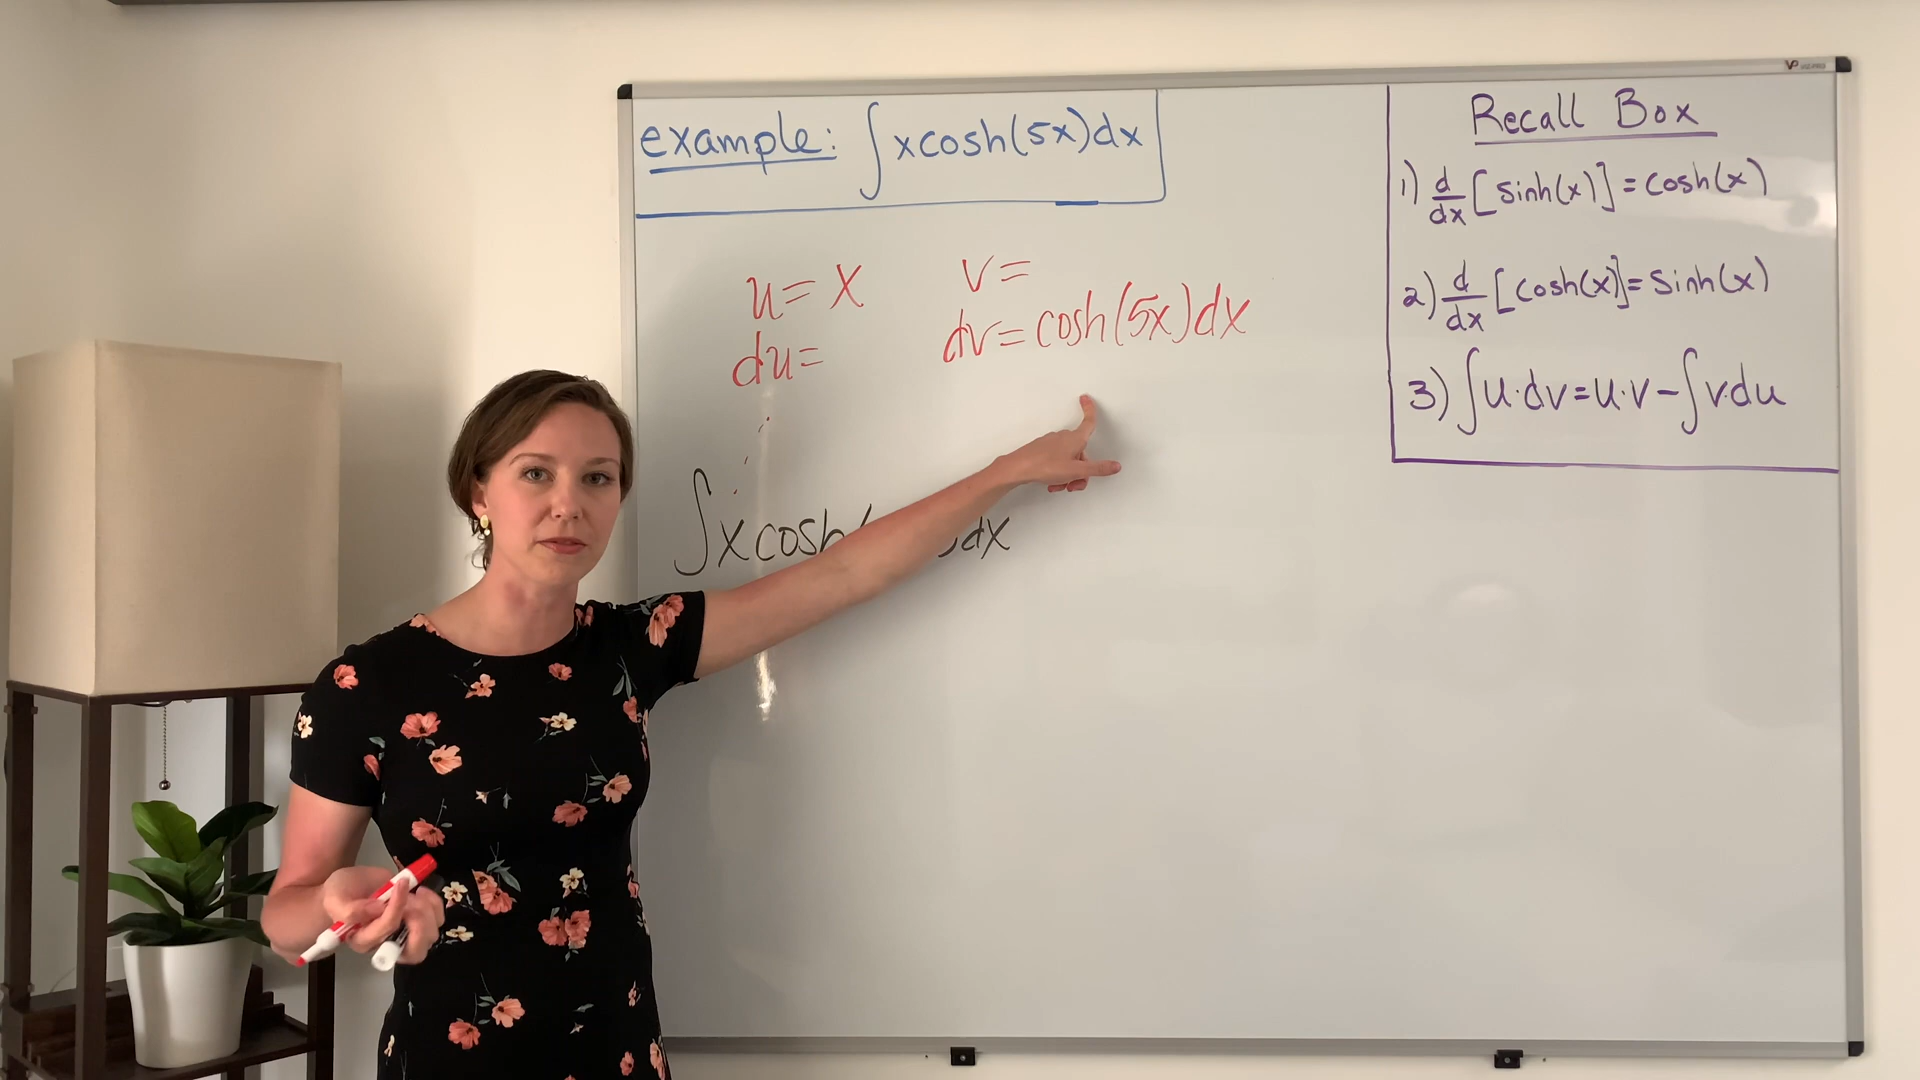 example: ∫xcosh(5x)dx
u=x
du=
v=
dv=cosh(5x)dx
∫xcosh( dx
Recall Box
1) d/dx[sinh(x)]=cosh(x)
2) d/dx[cosh(x)]=sinh(x)
3) ∫u·dv=u·v-∫v·du
VP